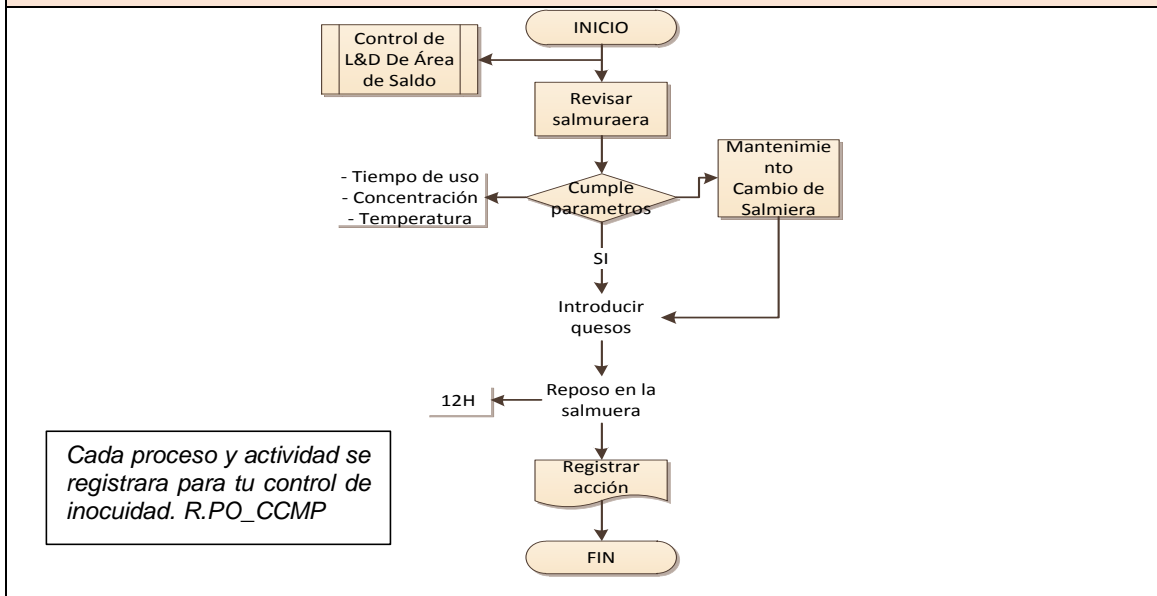 INICIO
Control de
L&D De Área
de Saldo
Revisar
salmuraera
- Tiempo de uso
- Concentración
- Temperatura
Cumple
parametros
Mantenimie
nto
Cambio de
Salmiera
SI
Introducir
quesos
12H
Reposo en la
salmuera
Cada proceso y actividad se
registrara para tu control de
inocuidad. R.PO_CCMP
Registrar
acción
FIN